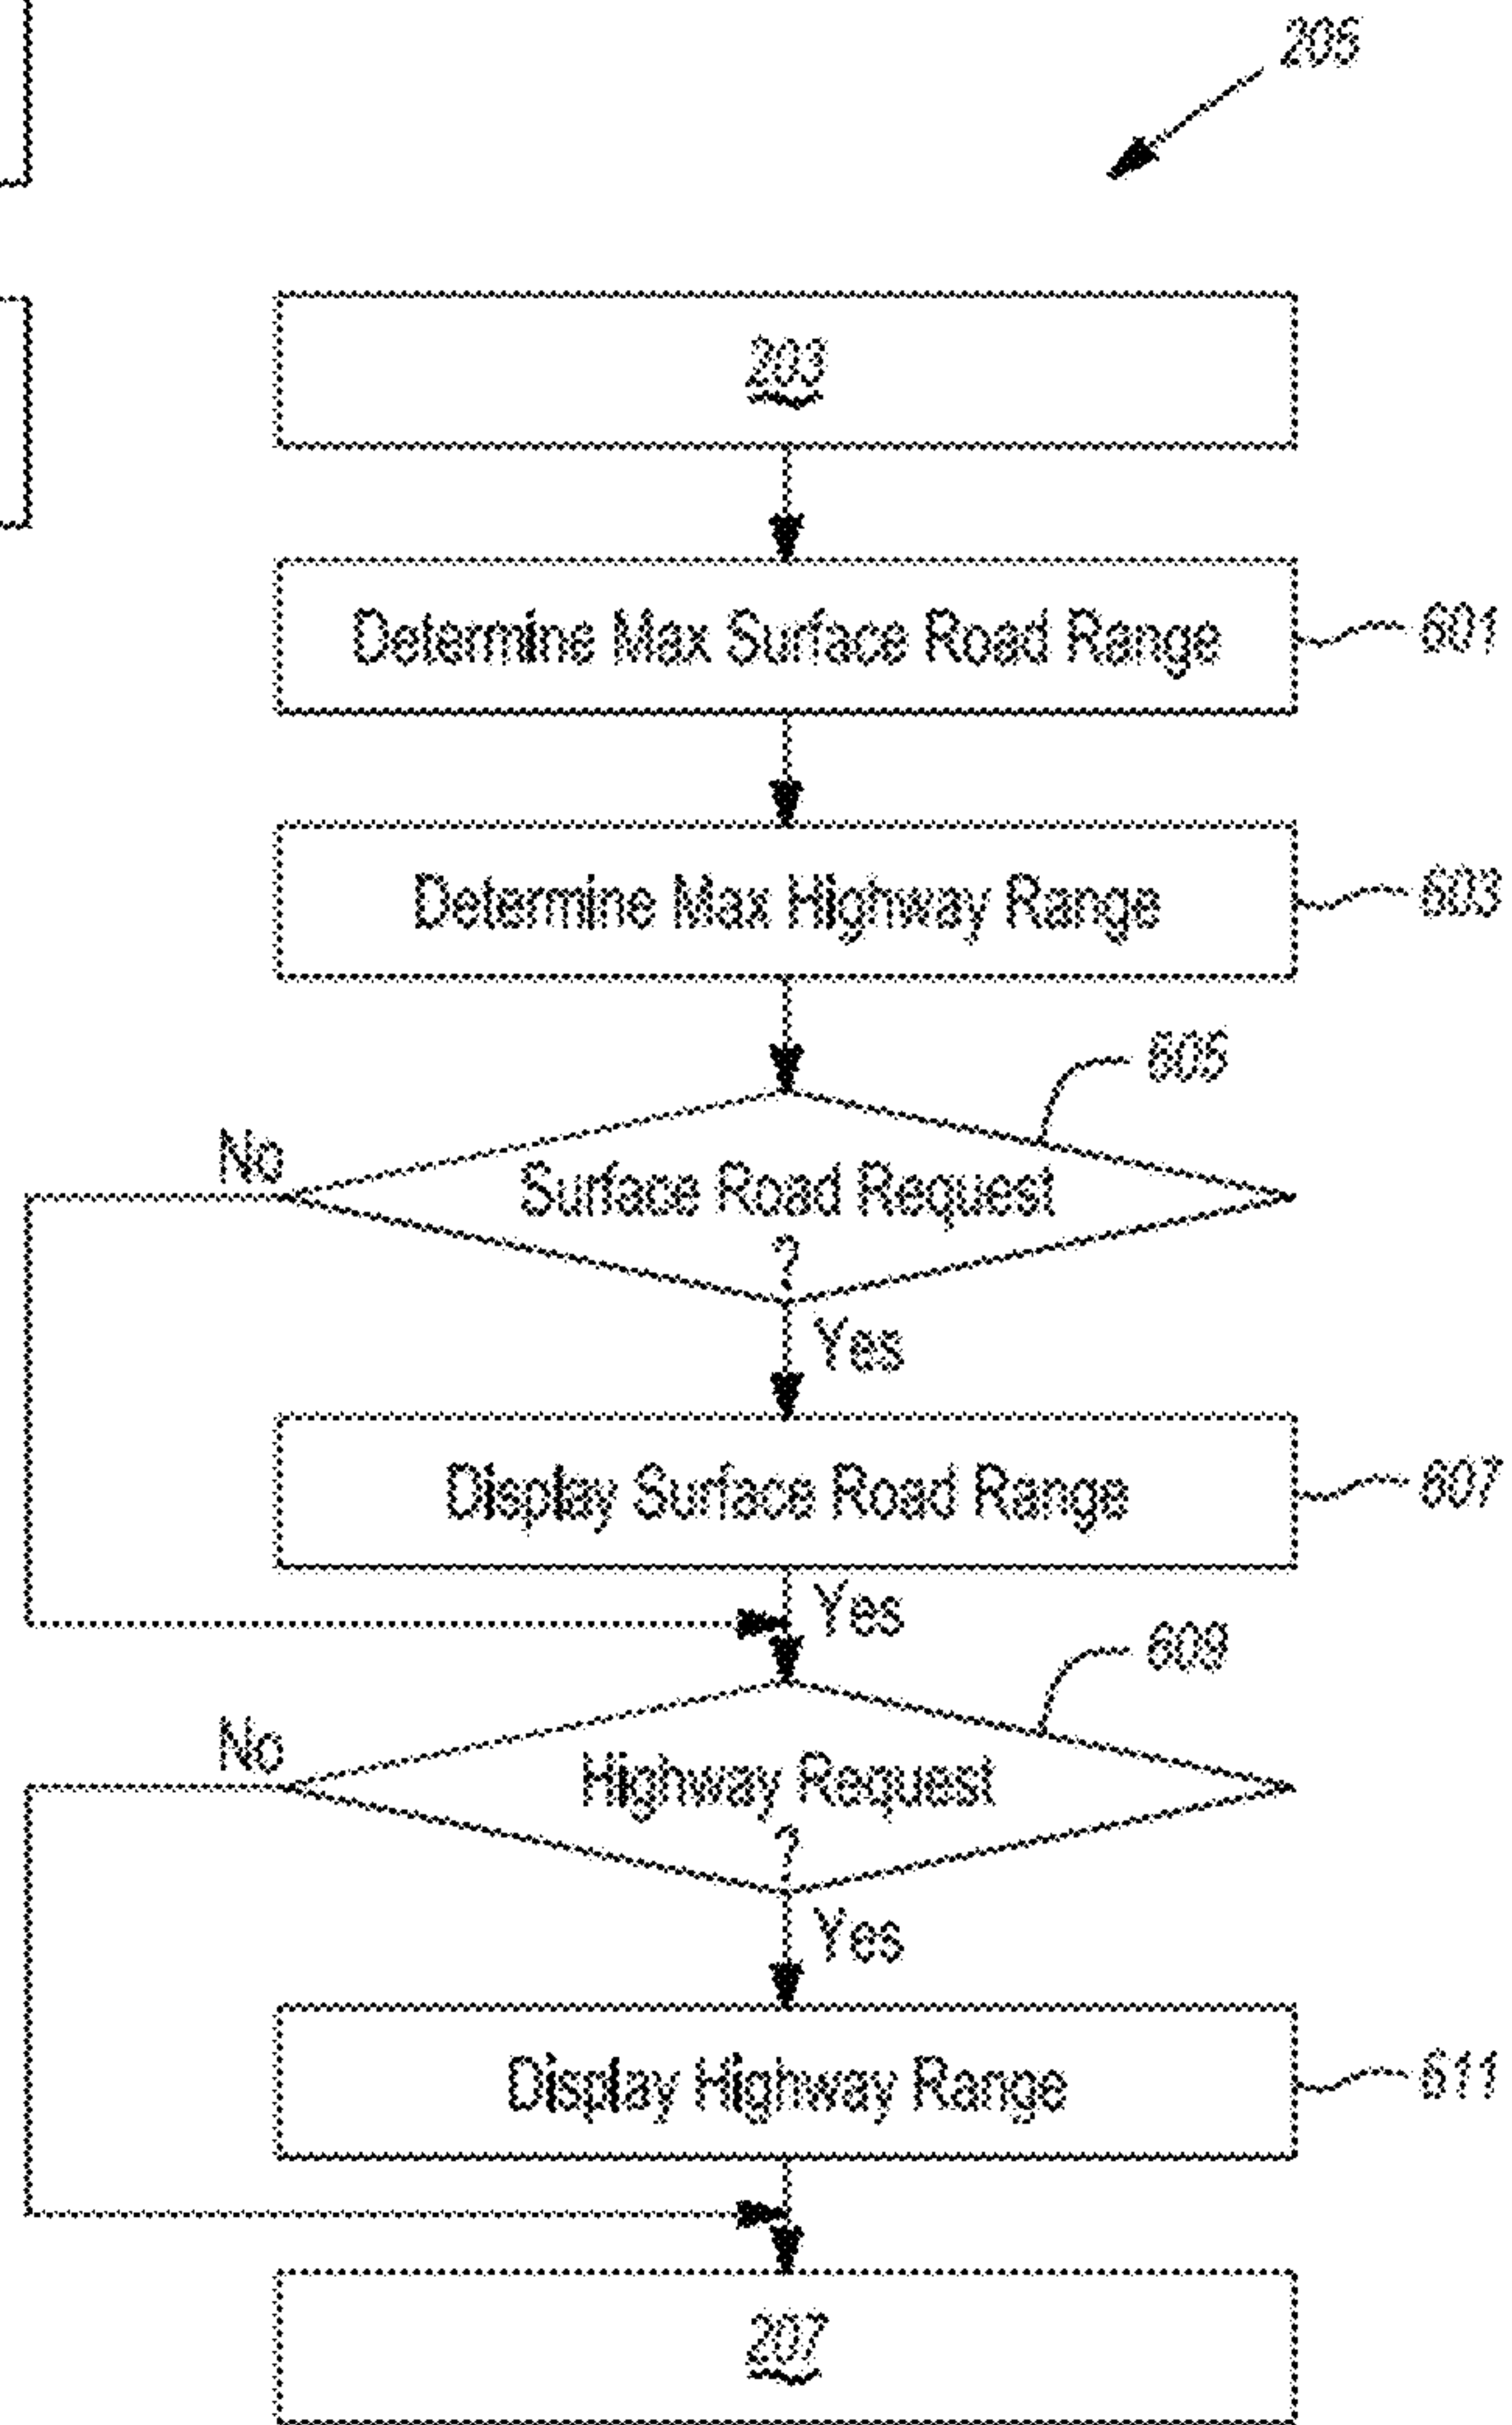 205
203
Determine Max Surface Road Range
601
Determine Max Highway Range
603
605
No
Surface Road Request
?
Yes
Display Surface Road Range
607
Yes
609
No
Highway Request
?
Yes
Display Highway Range
611
207